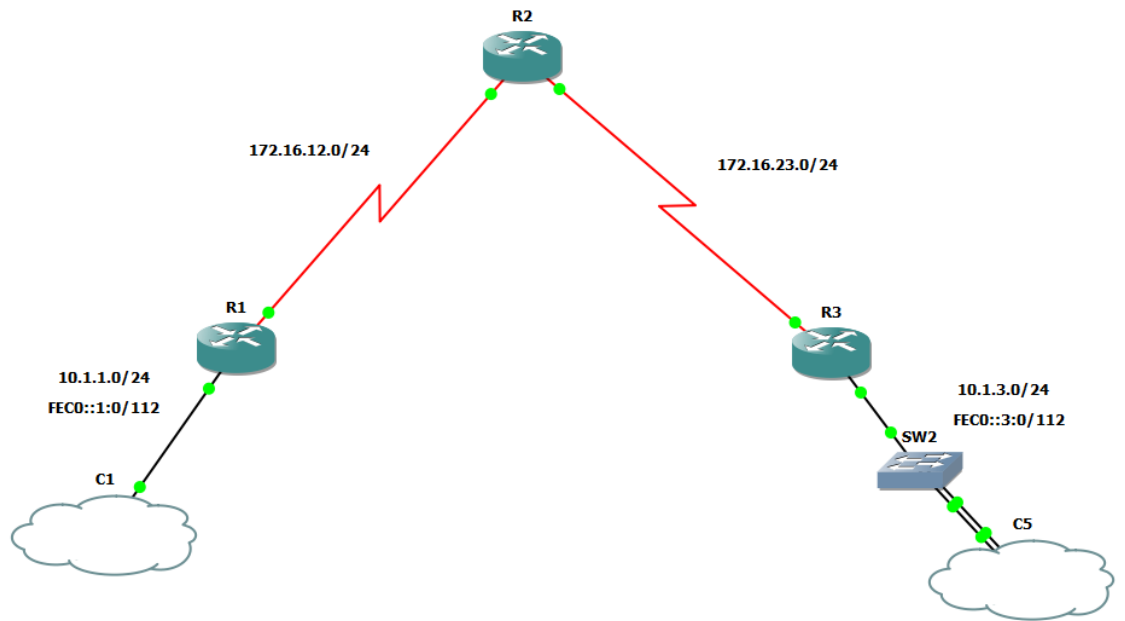 R2
172.16.12.0/24
172.16.23.0/24
R1
R3
10.1.1.0/24
FEC0::1:0/112
10.1.3.0/24
FEC0::3:0/112
SW2
C1
C5